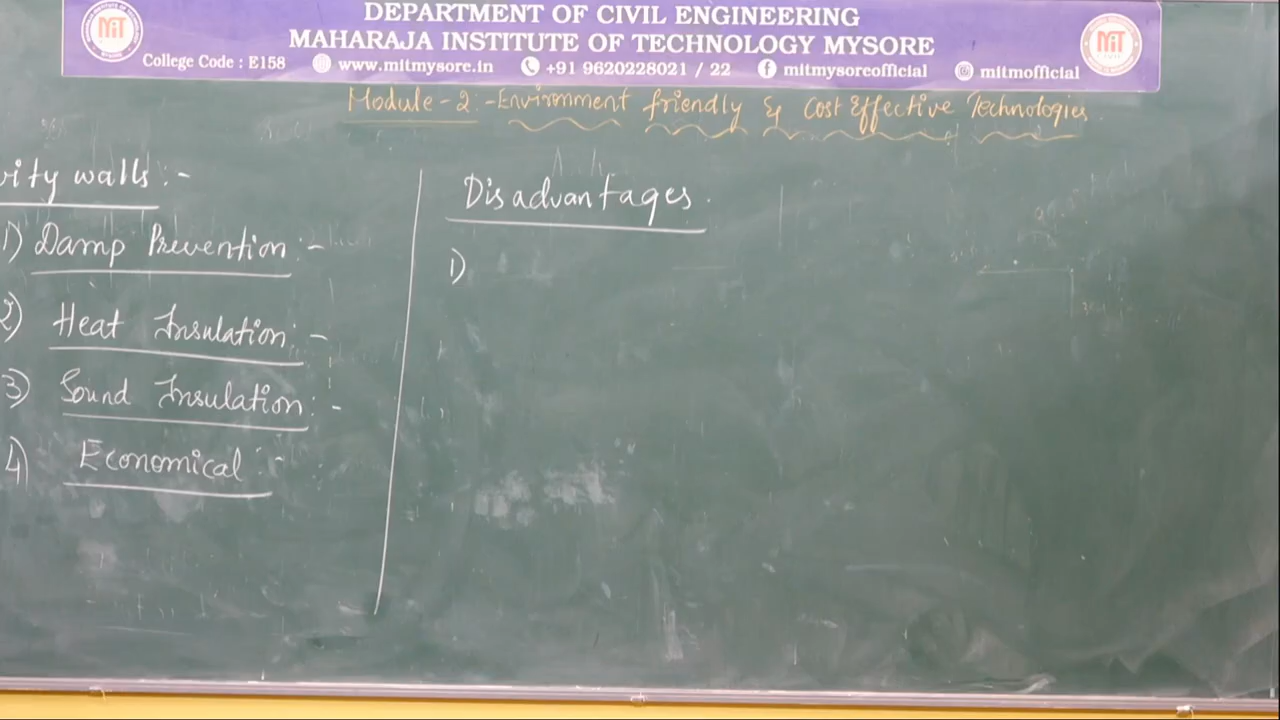 DEPARTMENT OF CIVIL ENGINEERING
MAHARAJA INSTITUTE OF TECHNOLOGY MYSORE
College Code : E158 www.mitmysore.in +91 9620228021 / 22 mitmysoreofficial mitmofficial
MIT
MIT
Module-2:-Environment friendly & Cost Effective Technologies.
vity walls:-
1) Damp Prevention:-
2) Heat Insulation:-
3) Sound Insulation:-
4) Economical:-
Disadvantages.
1)